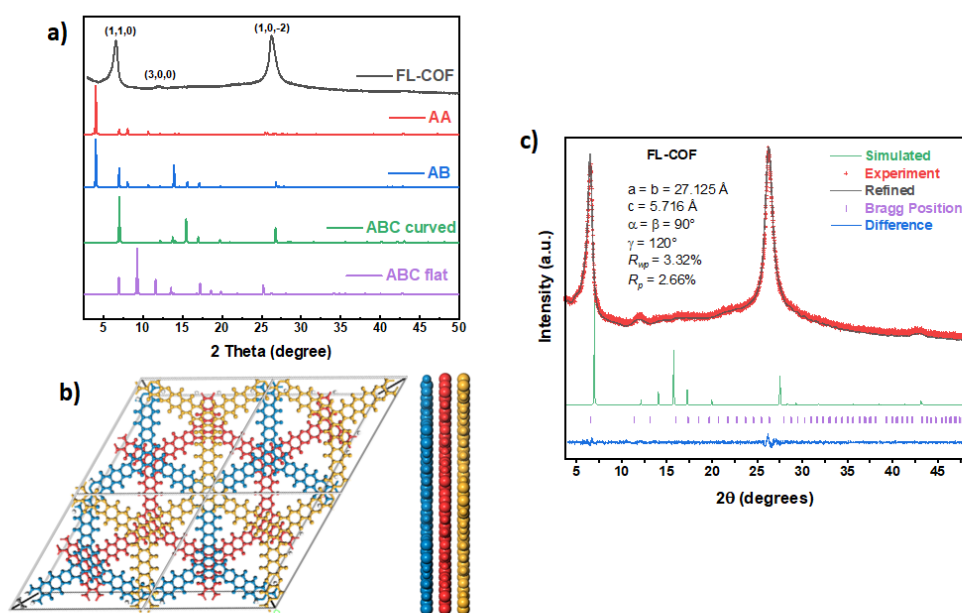 a)
(1,1,0)
(3,0,0)
(1,0,-2)
FL-COF
AA
AB
ABC curved
ABC flat
5 10 15 20 25 30 35 40 45 50
2 Theta (degree)
b)
c)
FL-COF
a = b = 27.125 Å
c = 5.716 Å
α = β = 90°
γ = 120°
Rwp = 3.32%
Rp = 2.66%
Simulated
Experiment
Refined
Bragg Position
Difference
Intensity (a.u.)
5 10 15 20 25 30 35 40 45
2θ (degrees)